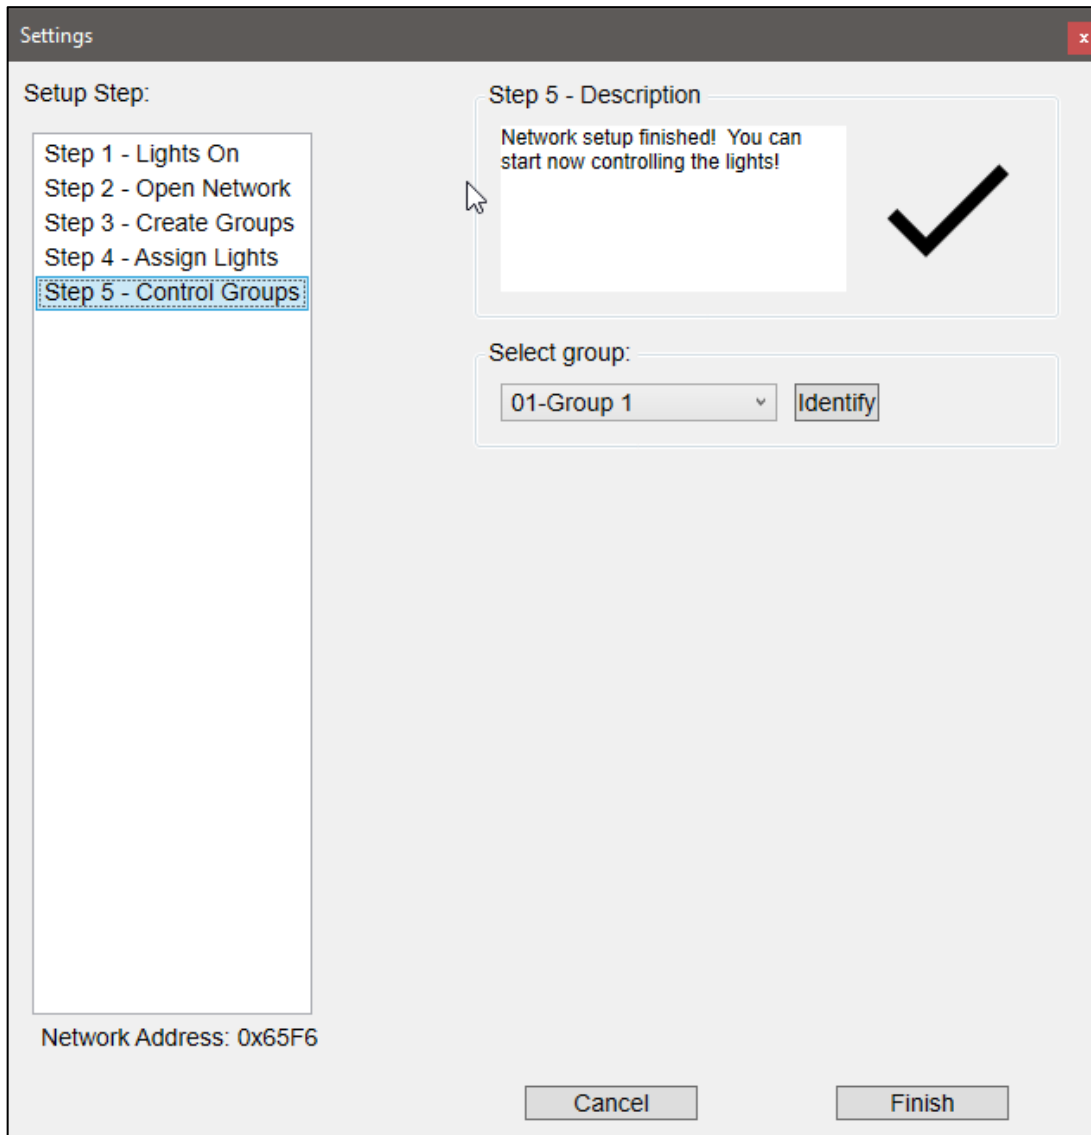 Settings
x
Setup Step:
Step 1 - Lights On
Step 2 - Open Network
Step 3 - Create Groups
Step 4 - Assign Lights
Step 5 - Control Groups
Network Address: 0x65F6
Step 5 - Description
Network setup finished!  You can
start now controlling the lights!
Select group:
01-Group 1
Identify
Cancel
Finish